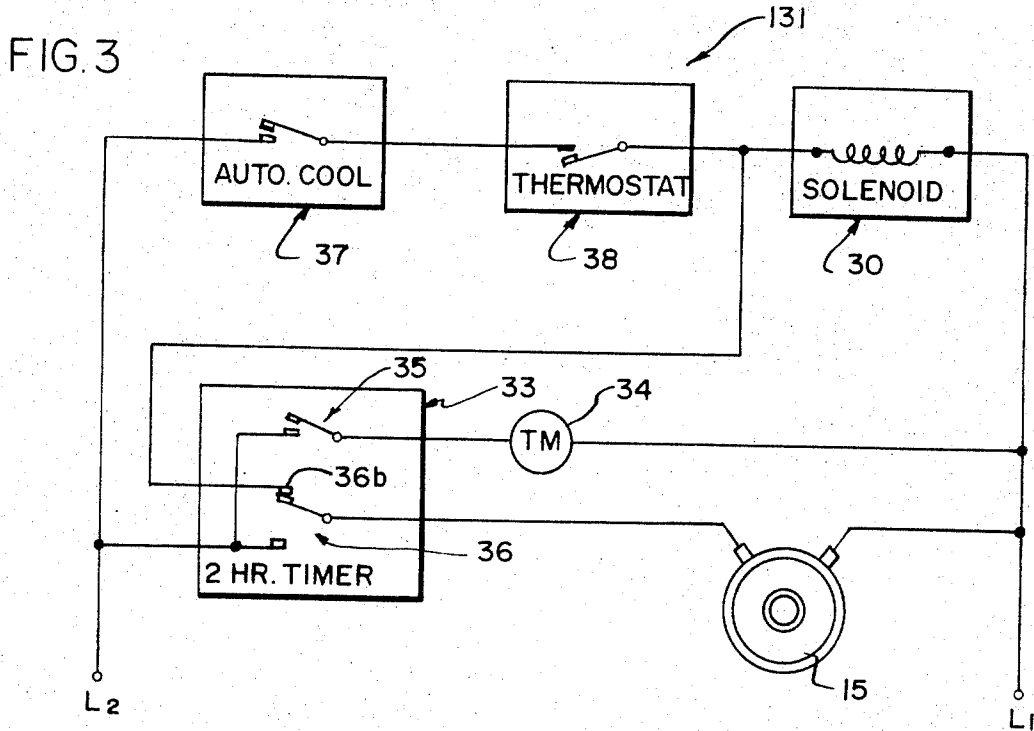 131
FIG. 3
AUTO. COOL
THERMOSTAT
SOLENOID
37
38
30
35
33
34
TM
36b
36
2 HR. TIMER
15
L2
L1